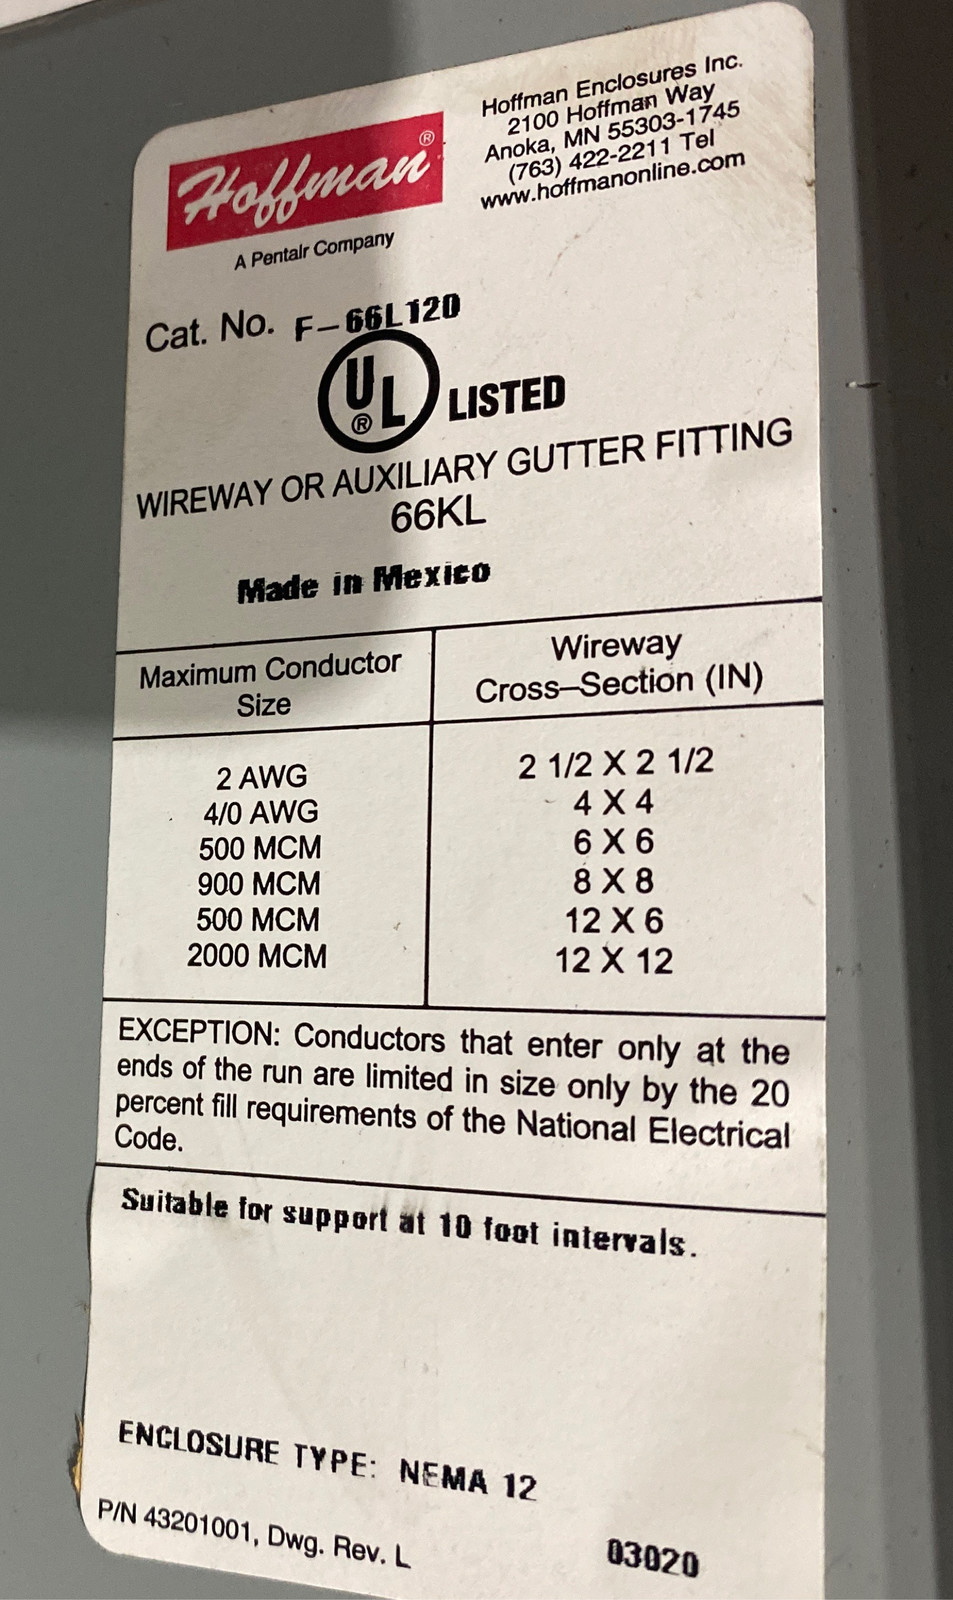 Hoffman®
A Pentair Company
Hoffman Enclosures Inc.
2100 Hoffman Way
Anoka, MN 55303-1745
(763) 422-2211 Tel
www.hoffmanonline.com
Cat. No. F-66L120
UL® LISTED
WIREWAY OR AUXILIARY GUTTER FITTING
66KL
Made in Mexico
Maximum Conductor
Size
Wireway
Cross-Section (IN)
2 AWG 2 1/2 X 2 1/2
4/0 AWG 4 X 4
500 MCM 6 X 6
900 MCM 8 X 8
500 MCM 12 X 6
2000 MCM 12 X 12
EXCEPTION: Conductors that enter only at the
ends of the run are limited in size only by the 20
percent fill requirements of the National Electrical
Code.
Suitable for support at 10 foot intervals.
ENCLOSURE TYPE: NEMA 12
P/N 43201001, Dwg. Rev. L
03020